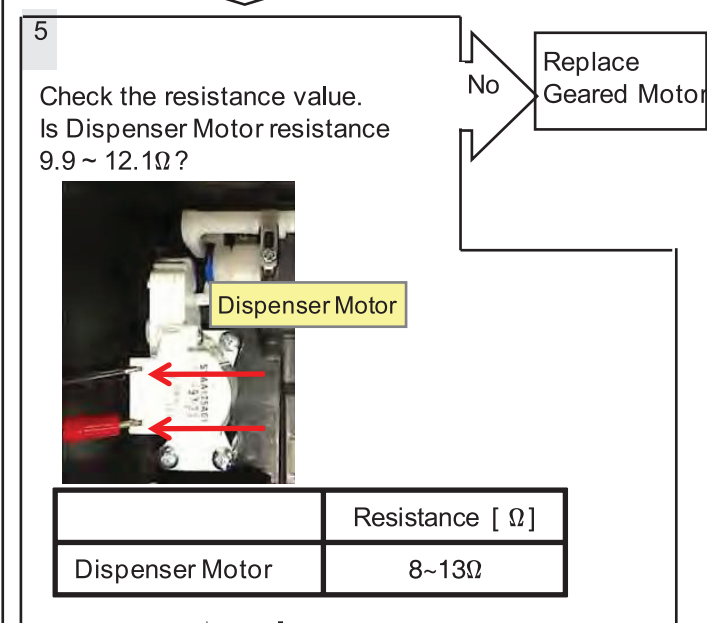 5
Check the resistance value.
Is Dispenser Motor resistance
9.9 ~ 12.1Ω?
No
Replace
Geared Motor
Dispenser Motor
Resistance [ Ω]
Dispenser Motor
8~13Ω